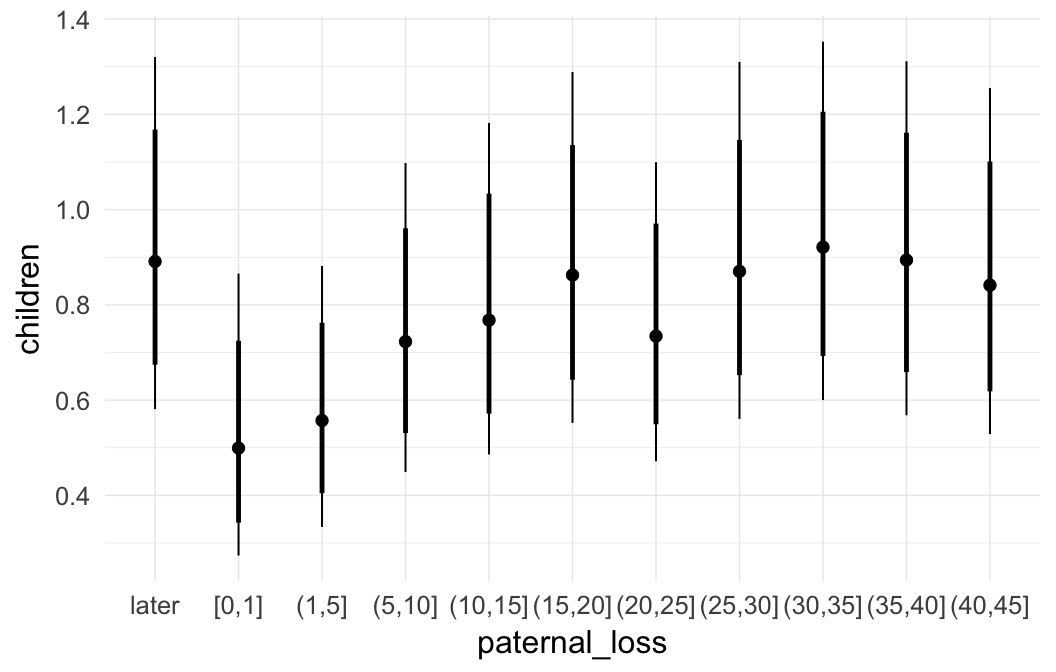 children
1.4
1.2
1.0
0.8
0.6
0.4
later [0,1] (1,5] (5,10] (10,15] (15,20] (20,25] (25,30] (30,35] (35,40] (40,45]
paternal_loss